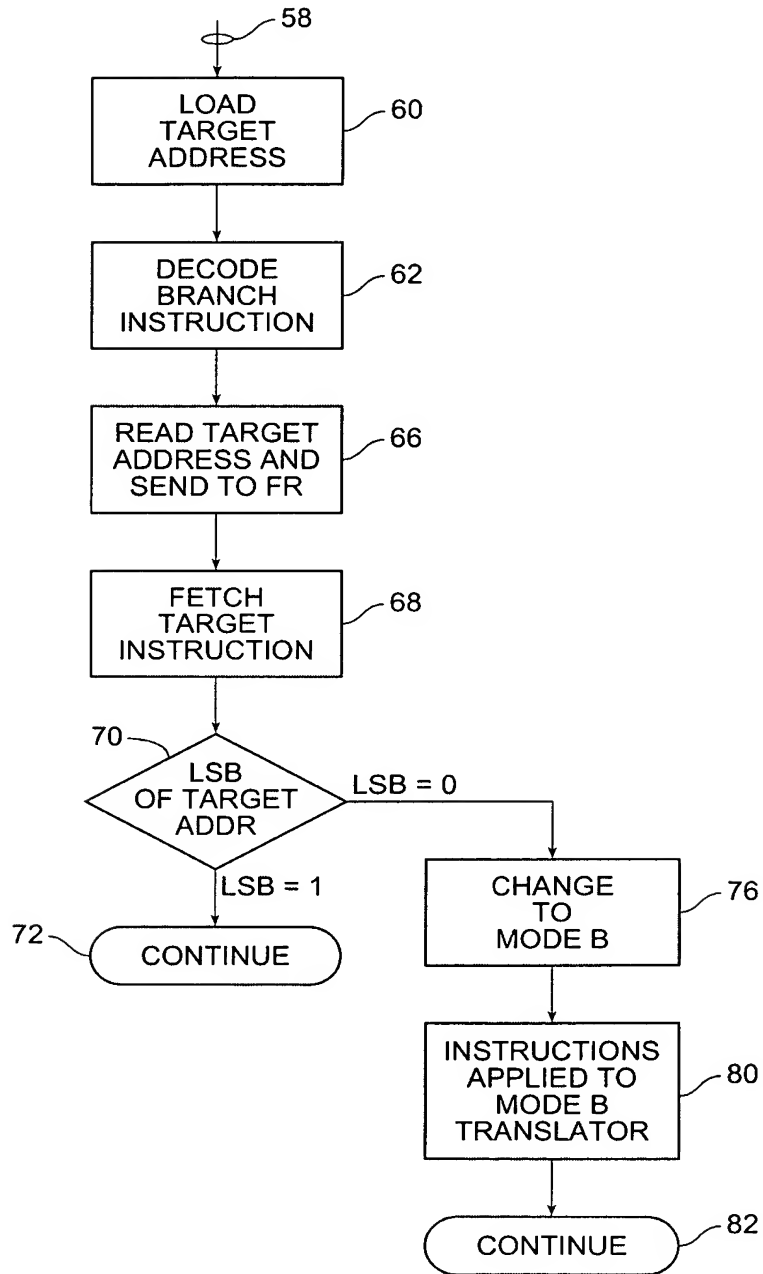 58
LOAD
TARGET
ADDRESS
60
DECODE
BRANCH
INSTRUCTION
62
READ TARGET
ADDRESS AND
SEND TO FR
66
FETCH
TARGET
INSTRUCTION
68
70
LSB
OF TARGET
ADDR
LSB = 0
LSB = 1
72
CONTINUE
CHANGE
TO
MODE B
76
INSTRUCTIONS
APPLIED TO
MODE B
TRANSLATOR
80
CONTINUE
82